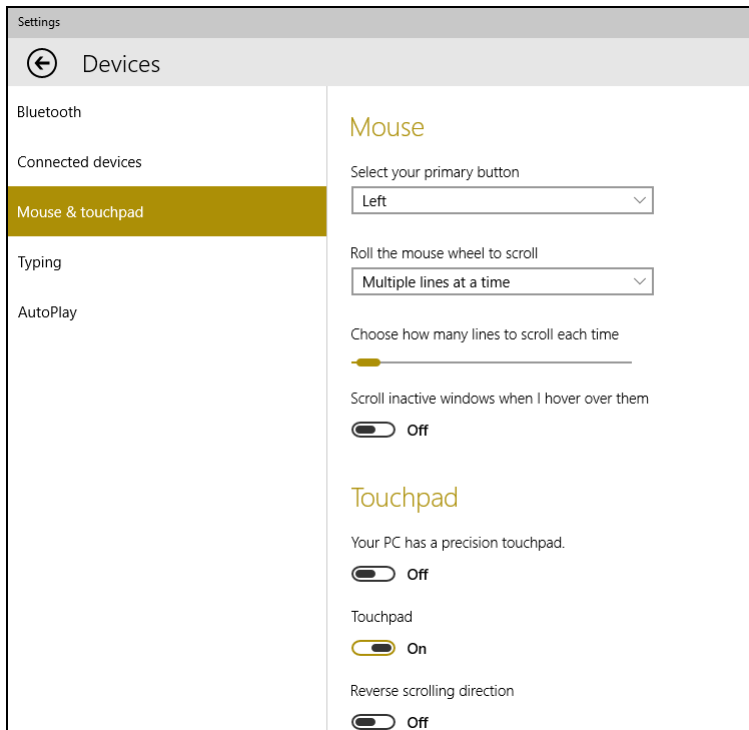 Settings
Devices
Bluetooth
Connected devices
Mouse & touchpad
Typing
AutoPlay
Mouse
Select your primary button
Left
Roll the mouse wheel to scroll
Multiple lines at a time
Choose how many lines to scroll each time
Scroll inactive windows when I hover over them
Off
Touchpad
Your PC has a precision touchpad.
Off
Touchpad
On
Reverse scrolling direction
Off